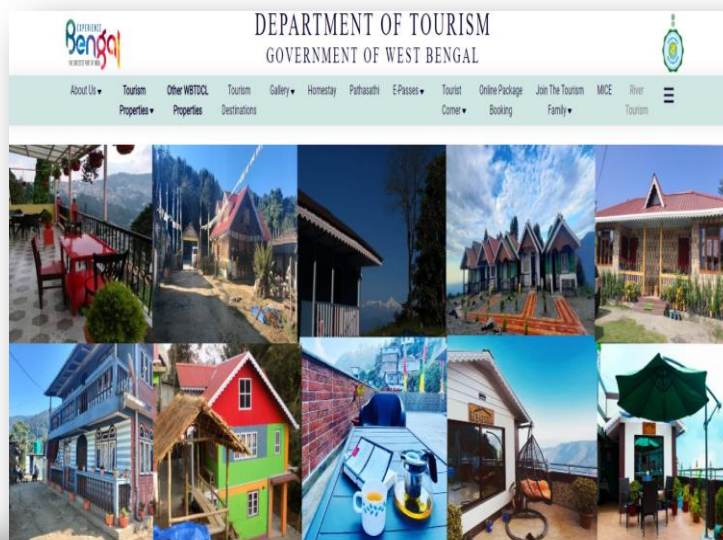 EXPERIENCE
Bengal
DEPARTMENT OF TOURISM
GOVERNMENT OF WEST BENGAL
About Us
Tourism Properties
Other WBTDCL Properties
Tourism Destinations
Gallery
Homestay
Pathasathi
E-Passes
Tourist Corner
Online Package Booking
Join The Tourism Family
MICE
River Tourism